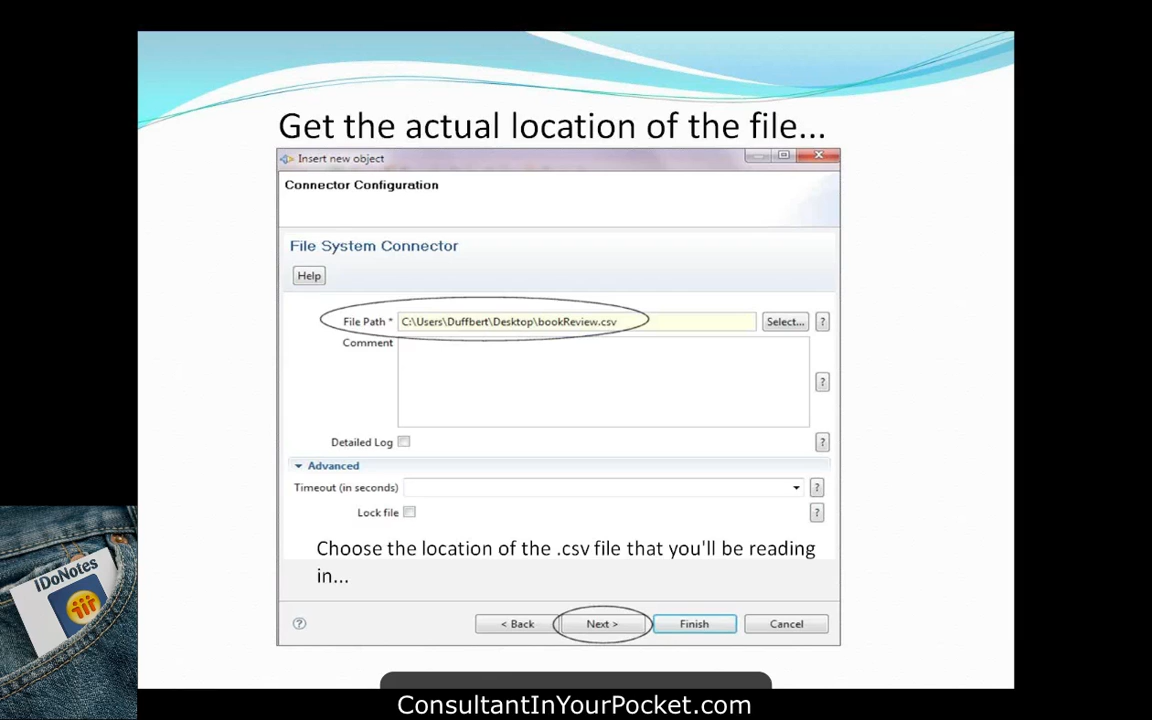 Get the actual location of the file...
Insert new object
Connector Configuration
File System Connector
Help
File Path * C:\Users\Duffbert\Desktop\bookReview.csv Select... ?
Comment
?
Detailed Log ?
Advanced
Timeout (in seconds) ?
Lock file ?
Choose the location of the .csv file that you'll be reading
in...
? < Back Next > Finish Cancel
IDoNotes
ConsultantInYourPocket.com